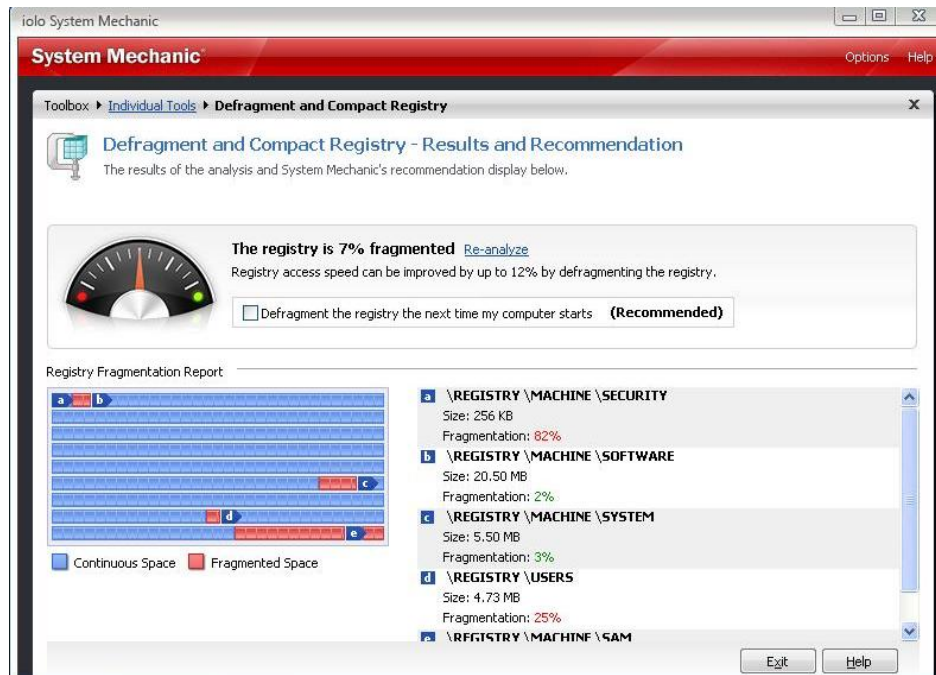 iolo System Mechanic
System Mechanic
Options Help
Toolbox Individual Tools Defragment and Compact Registry X
Defragment and Compact Registry - Results and Recommendation
The results of the analysis and System Mechanic's recommendation display below.
The registry is 7% fragmented Re-analyze
Registry access speed can be improved by up to 12% by defragmenting the registry.
Defragment the registry the next time my computer starts (Recommended)
Registry Fragmentation Report
a b
c
d
e
Continuous Space Fragmented Space
a \REGISTRY\MACHINE\SECURITY
Size: 256 KB
Fragmentation: 82%
b \REGISTRY\MACHINE\SOFTWARE
Size: 20.50 MB
Fragmentation: 2%
c \REGISTRY\MACHINE\SYSTEM
Size: 5.50 MB
Fragmentation: 3%
d \REGISTRY\USERS
Size: 4.73 MB
Fragmentation: 25%
e \REGISTRY\MACHINE\SAM
Exit Help